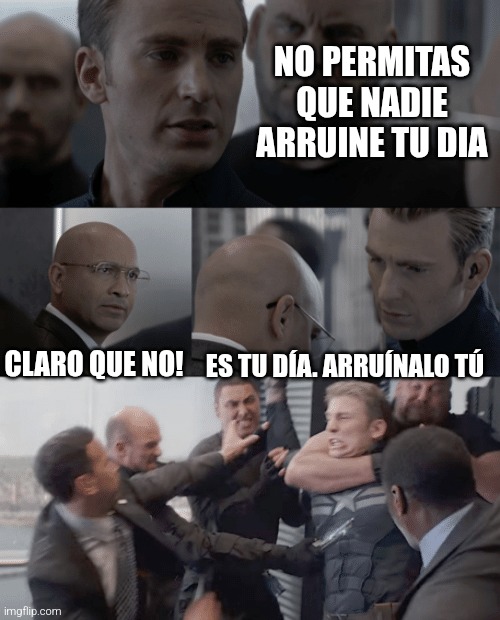 NO PERMITAS
QUE NADIE
ARRUINE TU DIA
CLARO QUE NO!
ES TU DÍA. ARRUÍNALO TÚ
imgflip.com